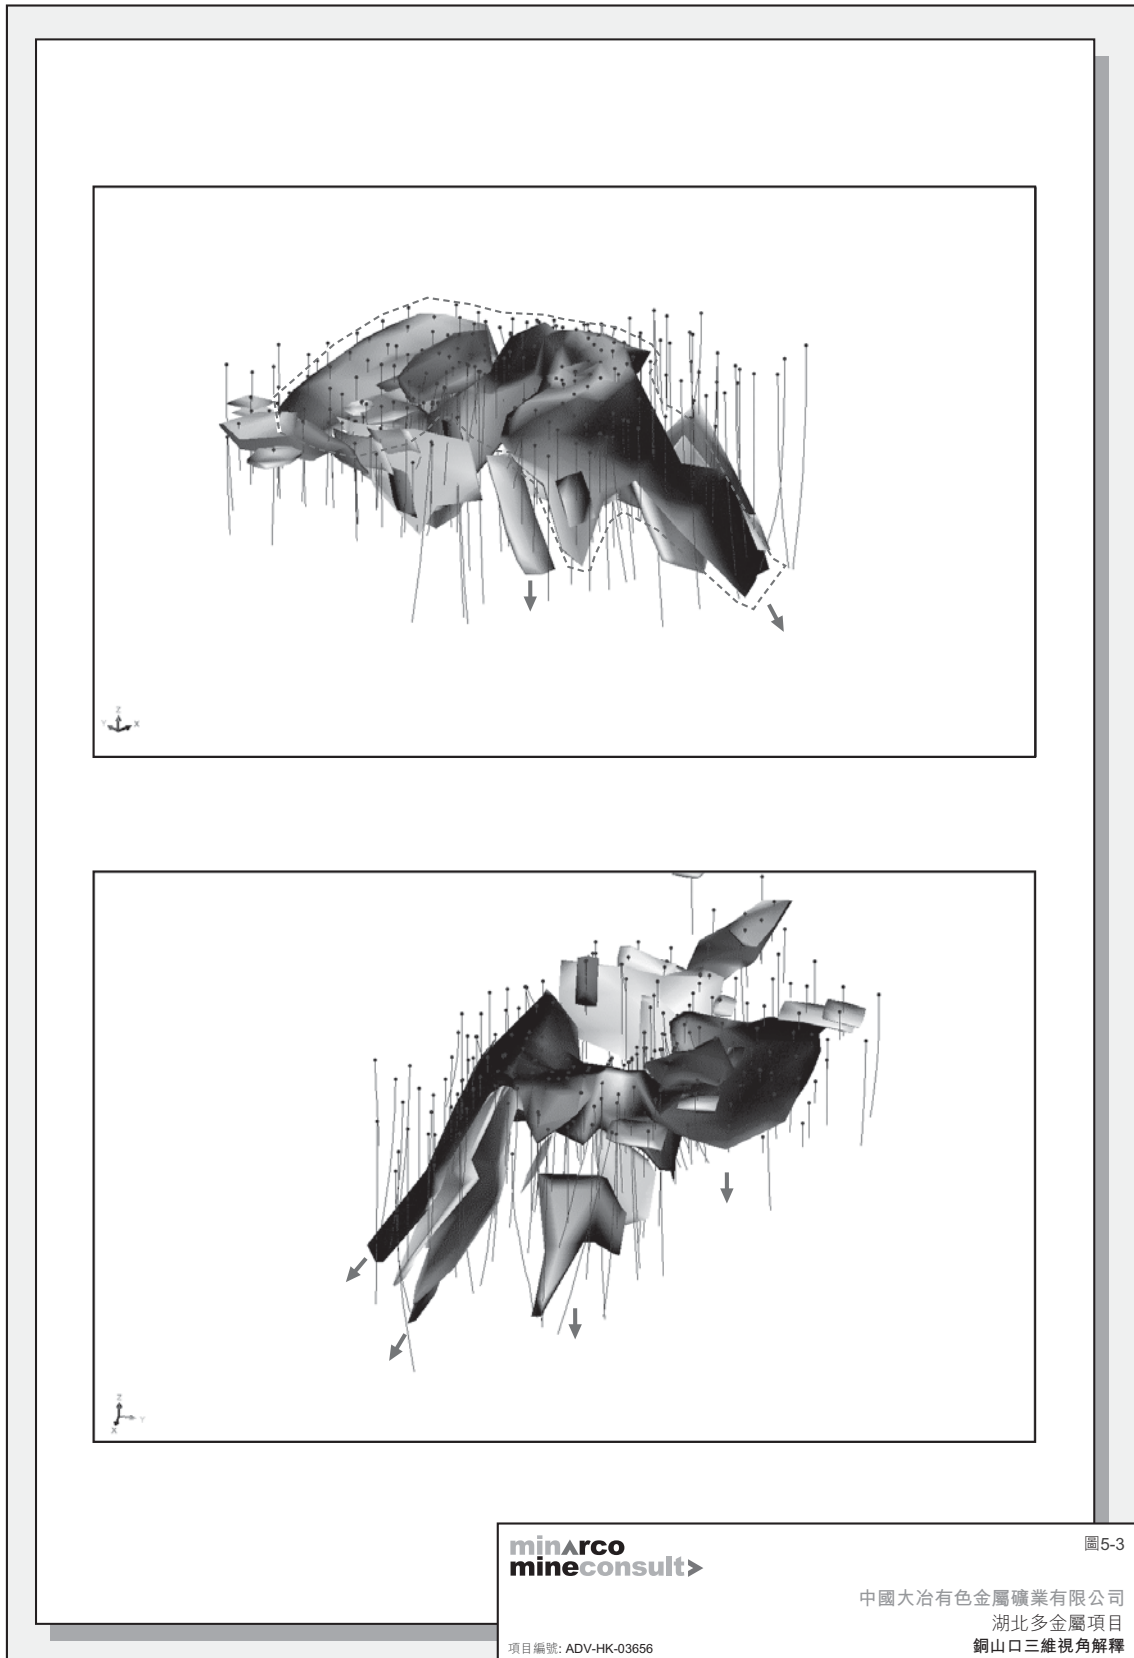 Z
Y
X
Z
Y
X
minarco
mineconsult
圖5-3
中國大冶有色金屬礦業有限公司
湖北多金屬項目
項目編號: ADV-HK-03656
銅山口三維視角解釋